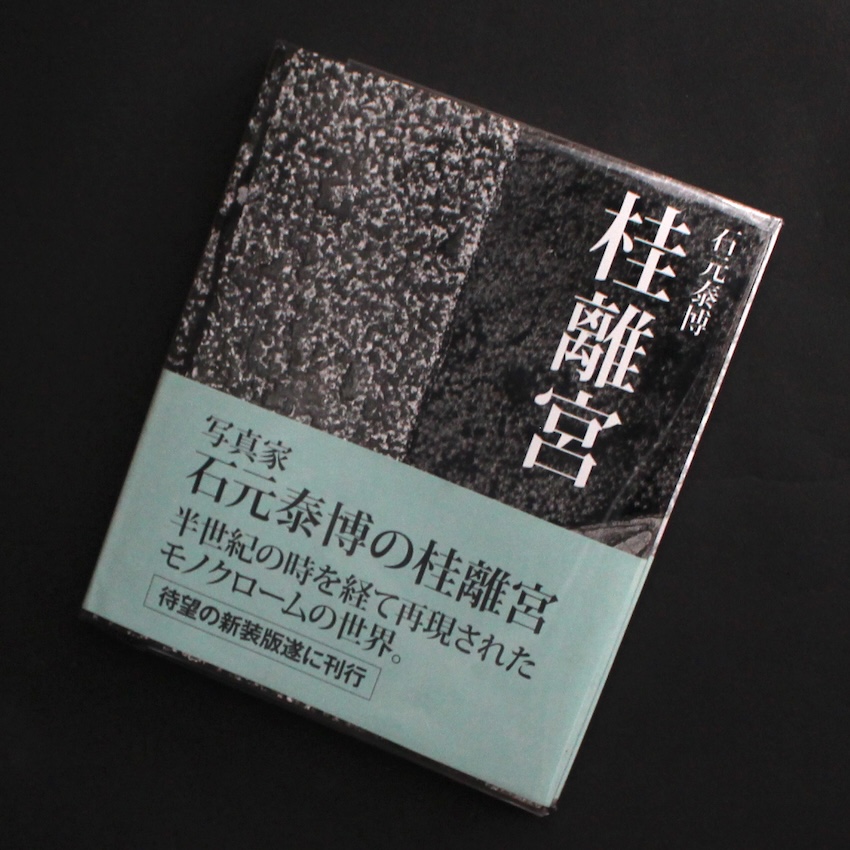 石元泰博
桂離宮
写真家
石元泰博の桂離宮
半世紀の時を経て再現された
モノクロームの世界。
待望の新装版遂に刊行